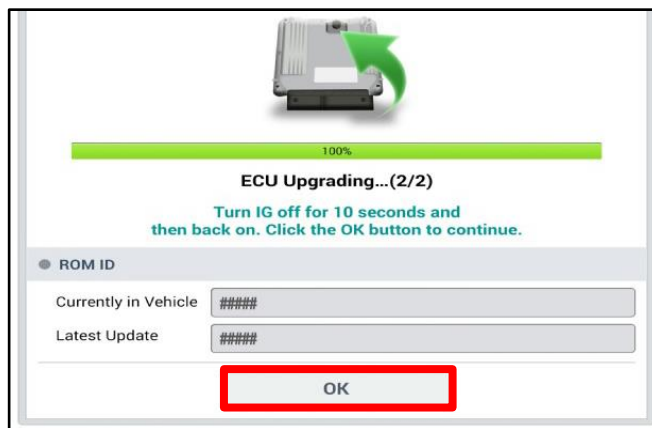 100%
ECU Upgrading...(2/2)
Turn IG off for 10 seconds and
then back on. Click the OK button to continue.
ROM ID
Currently in Vehicle #####
Latest Update #####
OK